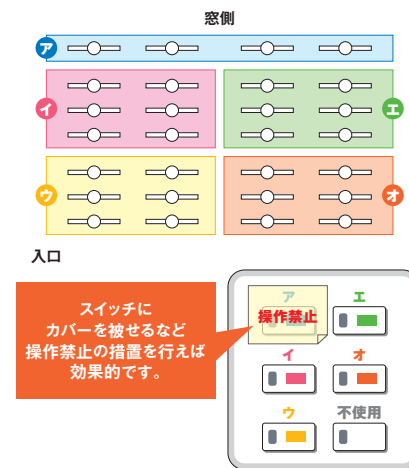 窓側
ア
イ
エ
ウ
オ
入口
スイッチに
カバーを被せるなど
操作禁止の措置を行えば
効果的です。
ア
エ
操作禁止
イ
オ
ウ
不使用